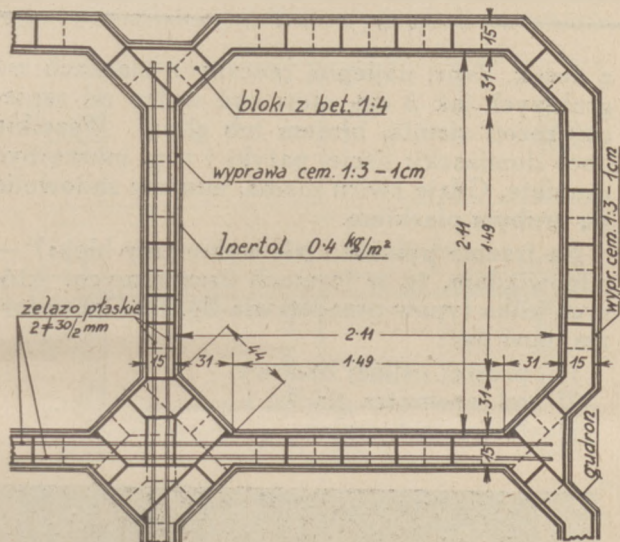 15
31
bloki z bet. 1:4
wyprawa cem. 1:3 - 1cm
2·11
1·49
wypr. cem. 1:3 - 1cm
Inertol 0·4 kg/m²
żelazo płaskie
2≠30/2 mm
2·11
15
31
44
1·49
31
15
31
15
gudron